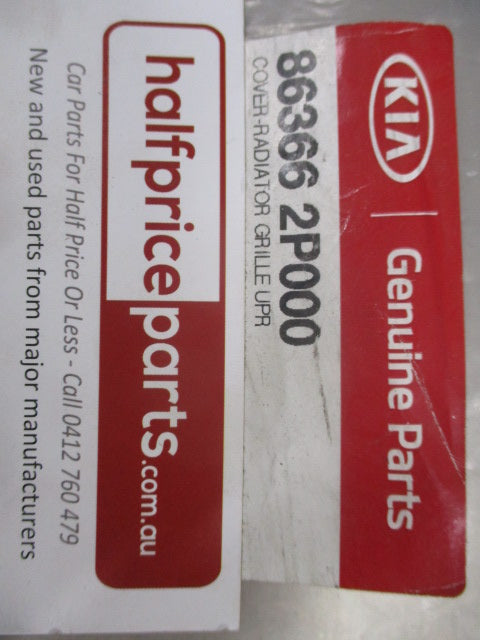 KIA | Genuine Parts
86366 2P000
COVER-RADIATOR GRILLE UPR
halfpriceparts.com.au
Car Parts For Half Price Or Less - Call 0412 760 479
New and used parts from major manufacturers